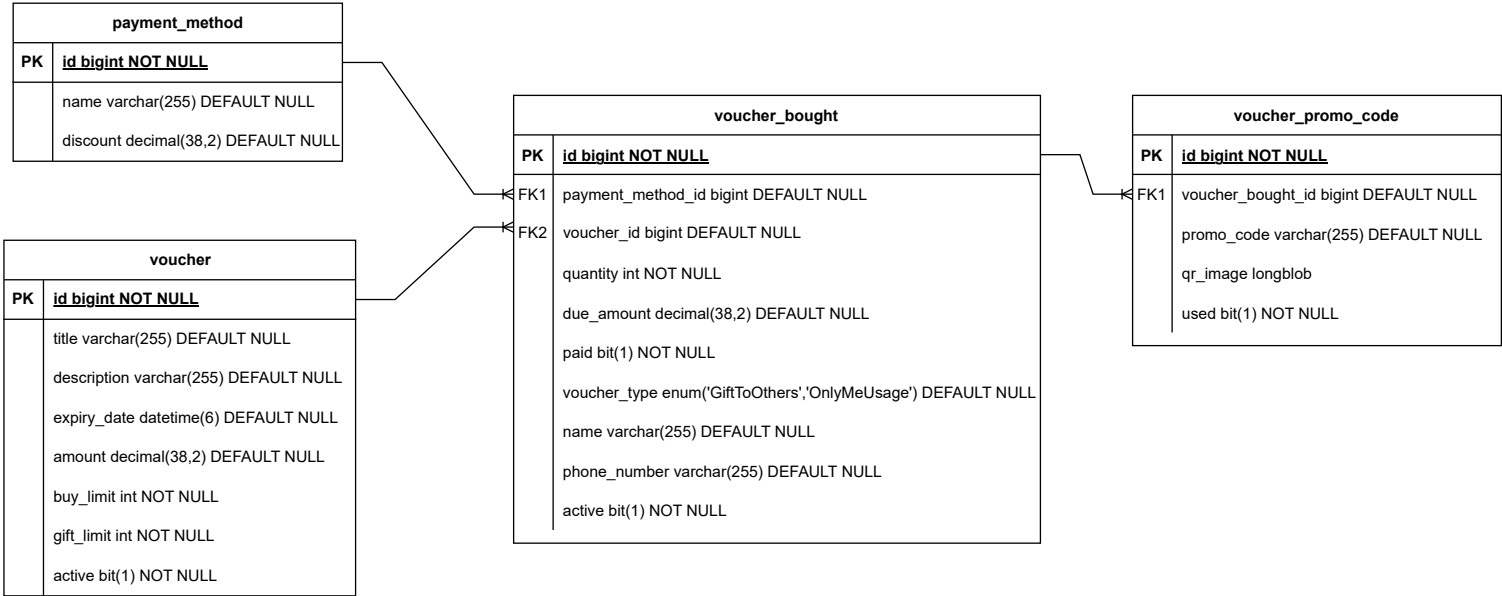 payment_method
PK id bigint NOT NULL
name varchar(255) DEFAULT NULL
discount decimal(38,2) DEFAULT NULL
voucher
PK id bigint NOT NULL
title varchar(255) DEFAULT NULL
description varchar(255) DEFAULT NULL
expiry_date datetime(6) DEFAULT NULL
amount decimal(38,2) DEFAULT NULL
buy_limit int NOT NULL
gift_limit int NOT NULL
active bit(1) NOT NULL
voucher_bought
PK id bigint NOT NULL
FK1 payment_method_id bigint DEFAULT NULL
FK2 voucher_id bigint DEFAULT NULL
quantity int NOT NULL
due_amount decimal(38,2) DEFAULT NULL
paid bit(1) NOT NULL
voucher_type enum('GiftToOthers','OnlyMeUsage') DEFAULT NULL
name varchar(255) DEFAULT NULL
phone_number varchar(255) DEFAULT NULL
active bit(1) NOT NULL
voucher_promo_code
PK id bigint NOT NULL
FK1 voucher_bought_id bigint DEFAULT NULL
promo_code varchar(255) DEFAULT NULL
qr_image longblob
used bit(1) NOT NULL